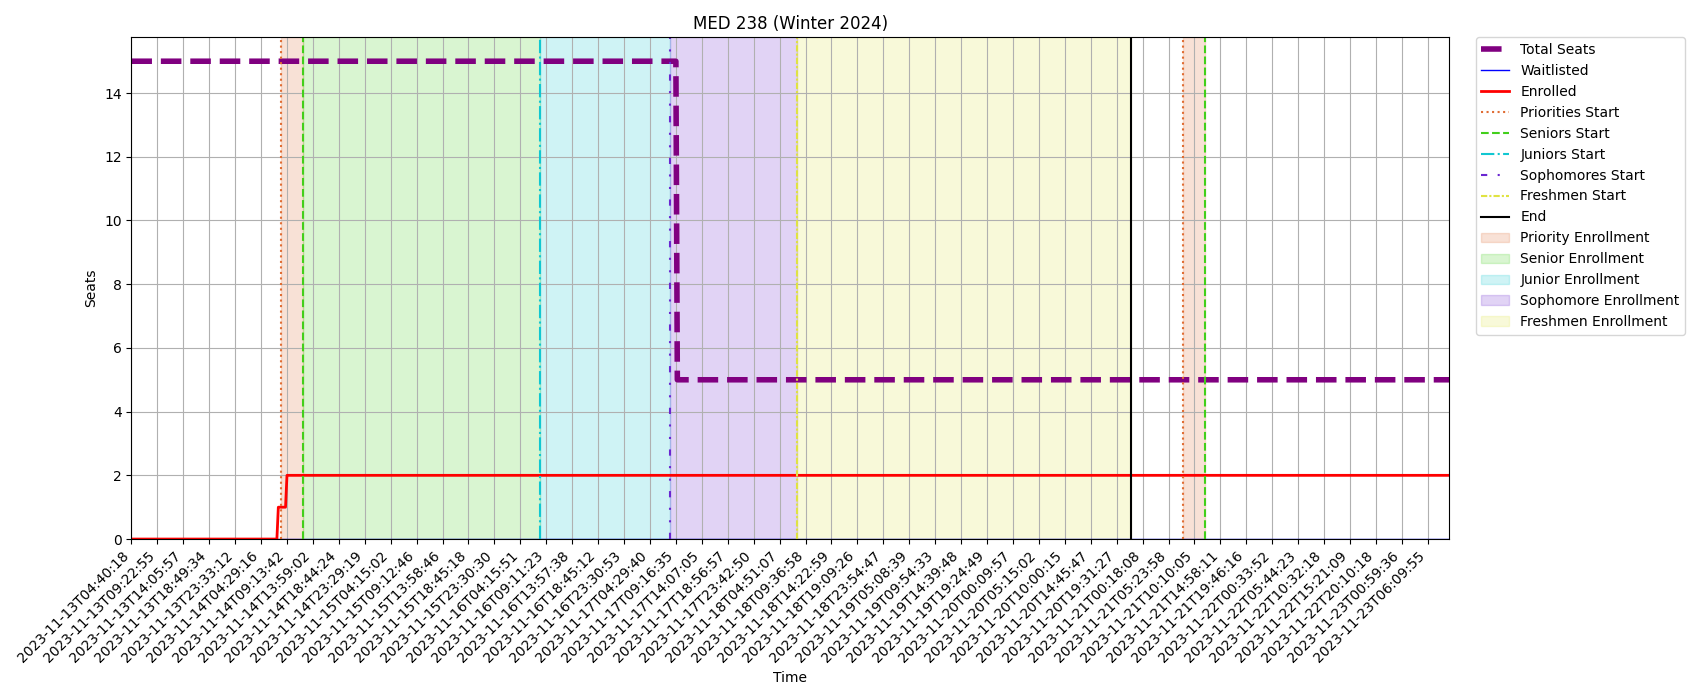 MED 238 (Winter 2024)
Seats
14
12
10
8
6
4
2
0
2023-11-13T04:40:18
2023-11-13T09:22:55
2023-11-13T14:05:57
2023-11-13T18:49:34
2023-11-13T23:33:12
2023-11-14T04:29:16
2023-11-14T09:13:42
2023-11-14T13:59:02
2023-11-14T18:44:24
2023-11-14T23:29:19
2023-11-15T04:15:02
2023-11-15T09:12:46
2023-11-15T13:58:46
2023-11-15T18:45:18
2023-11-15T23:30:30
2023-11-16T04:15:51
2023-11-16T09:11:23
2023-11-16T13:57:38
2023-11-16T18:45:12
2023-11-16T23:30:53
2023-11-17T04:29:40
2023-11-17T09:16:35
2023-11-17T14:07:05
2023-11-17T18:56:57
2023-11-17T23:42:50
2023-11-18T04:51:07
2023-11-18T09:36:58
2023-11-18T14:22:59
2023-11-18T19:09:26
2023-11-18T23:54:47
2023-11-19T05:08:39
2023-11-19T09:54:33
2023-11-19T14:39:48
2023-11-19T19:24:49
2023-11-20T00:09:57
2023-11-20T05:15:02
2023-11-20T10:00:15
2023-11-20T14:45:47
2023-11-20T19:31:27
2023-11-21T00:18:08
2023-11-21T05:23:58
2023-11-21T10:10:05
2023-11-21T14:58:11
2023-11-21T19:46:16
2023-11-22T00:33:52
2023-11-22T05:44:23
2023-11-22T10:32:18
2023-11-22T15:21:09
2023-11-22T20:10:18
2023-11-23T00:59:36
2023-11-23T06:09:55
Time
Total Seats
Waitlisted
Enrolled
Priorities Start
Seniors Start
Juniors Start
Sophomores Start
Freshmen Start
End
Priority Enrollment
Senior Enrollment
Junior Enrollment
Sophomore Enrollment
Freshmen Enrollment